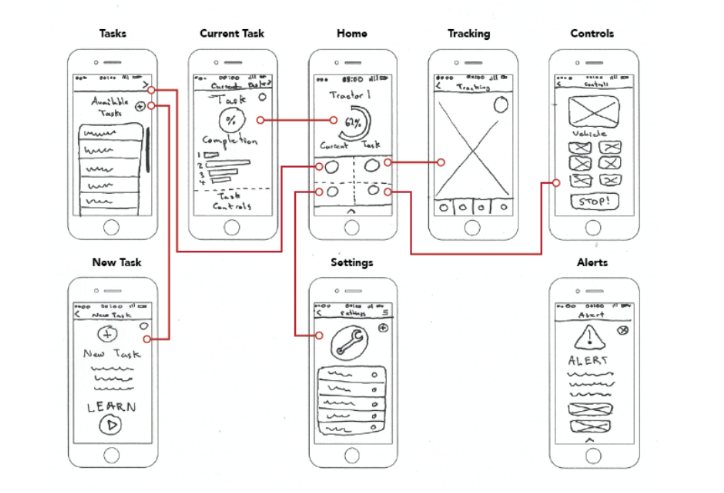 Tasks
Current Task
Home
Tracking
Controls
Available
Tasks
Task
%
Completion
1
2
3
4
Task
Controls
08:00
Tractor 1
62%
Current Task
Tracking
Controls
Vehicle
STOP!
New Task
Settings
Alerts
New Task
New Task
LEARN
Settings
Alert
!
ALERT